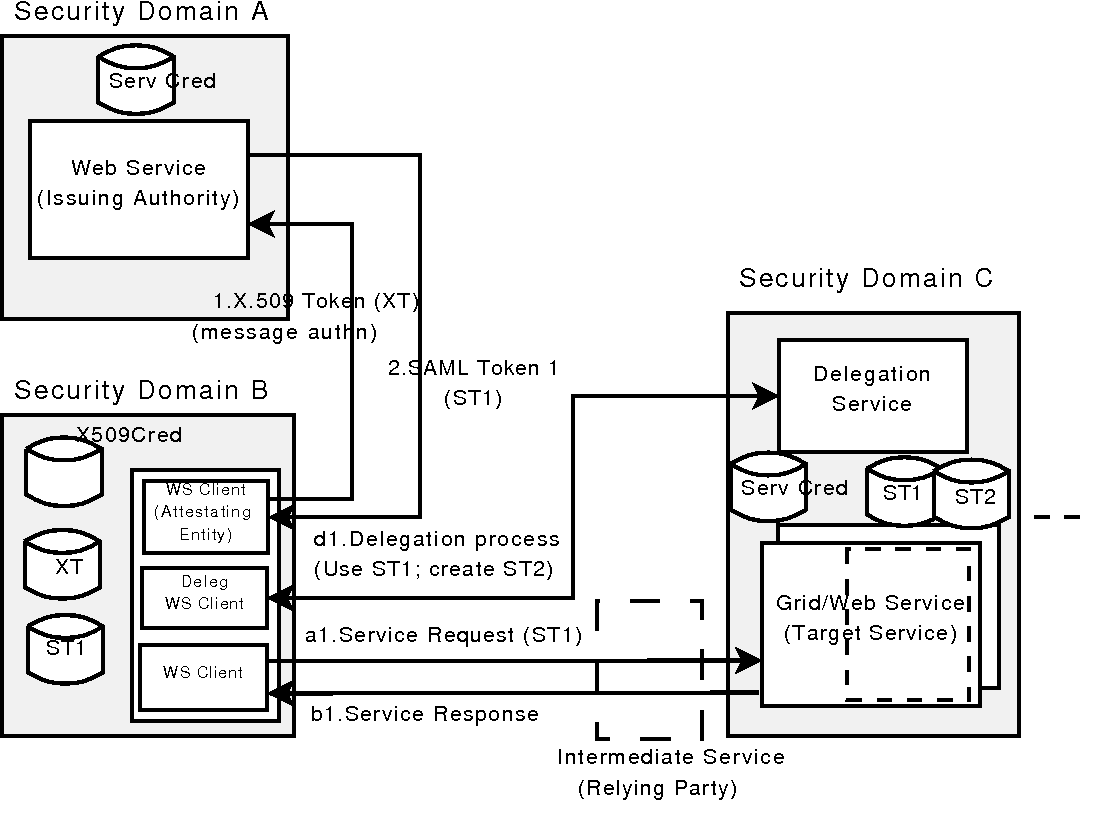 Security Domain A
Serv Cred
Web Service
(Issuing Authority)
1.X.509 Token (XT)
(message authn)
2.SAML Token 1
(ST1)
Security Domain B
X509Cred
WS Client
(Attestating
Entity)
XT
Deleg
WS Client
ST1
WS Client
d1.Delegation process
(Use ST1; create ST2)
a1.Service Request (ST1)
b1.Service Response
Intermediate Service
(Relying Party)
Security Domain C
Delegation
Service
Serv Cred
ST1
ST2
Grid/Web Service
(Target Service)